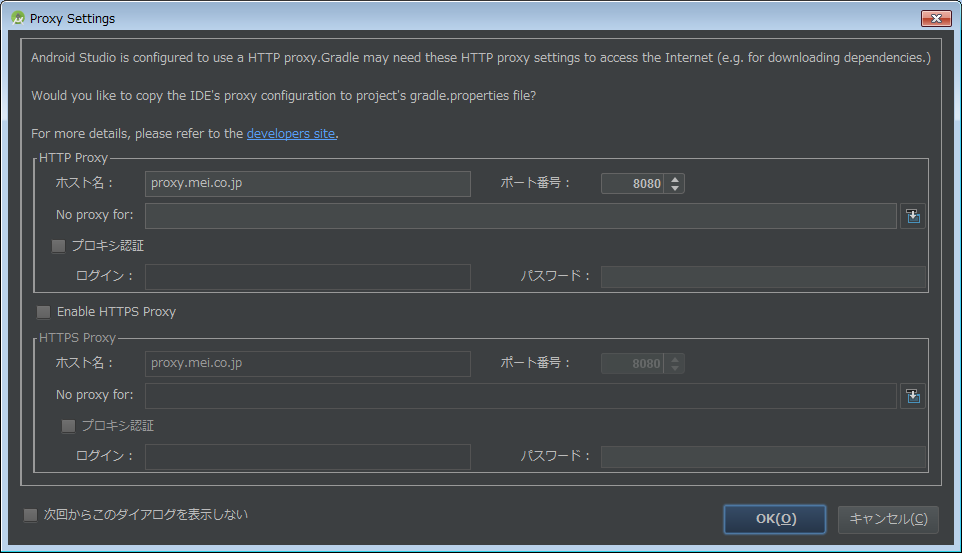 Proxy Settings
Android Studio is configured to use a HTTP proxy.Gradle may need these HTTP proxy settings to access the Internet (e.g. for downloading dependencies.)
Would you like to copy the IDE's proxy configuration to project's gradle.properties file?
For more details, please refer to the developers site.
HTTP Proxy
ホスト名： proxy.mei.co.jp ポート番号： 8080
No proxy for:
プロキシ認証
ログイン： パスワード：
Enable HTTPS Proxy
HTTPS Proxy
ホスト名： proxy.mei.co.jp ポート番号： 8080
No proxy for:
プロキシ認証
ログイン： パスワード：
次回からこのダイアログを表示しない OK(O) キャンセル(C)